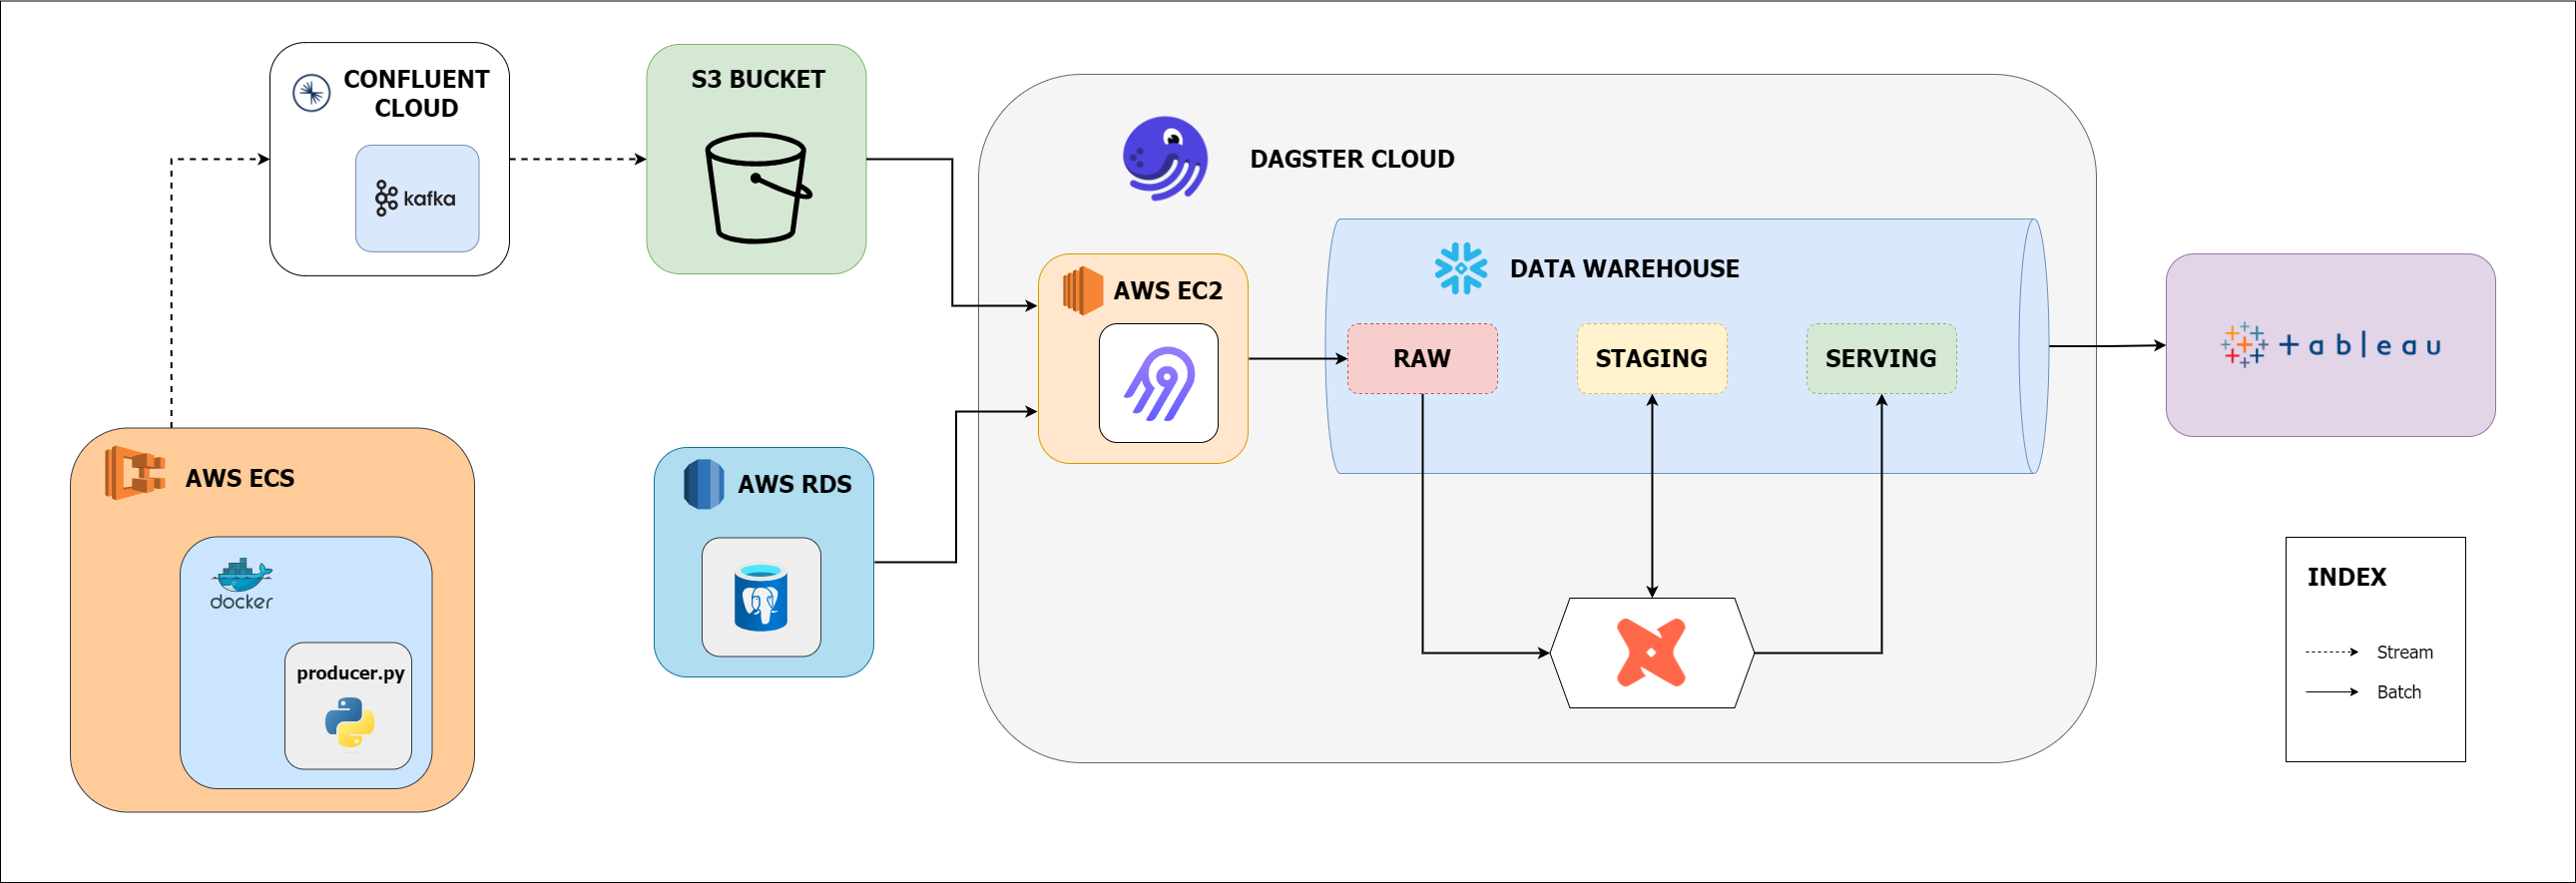 CONFLUENT
CLOUD
kafka
S3 BUCKET
DAGSTER CLOUD
AWS EC2
DATA WAREHOUSE
RAW
STAGING
SERVING
+ableau
AWS ECS
docker
producer.py
AWS RDS
INDEX
Stream
Batch